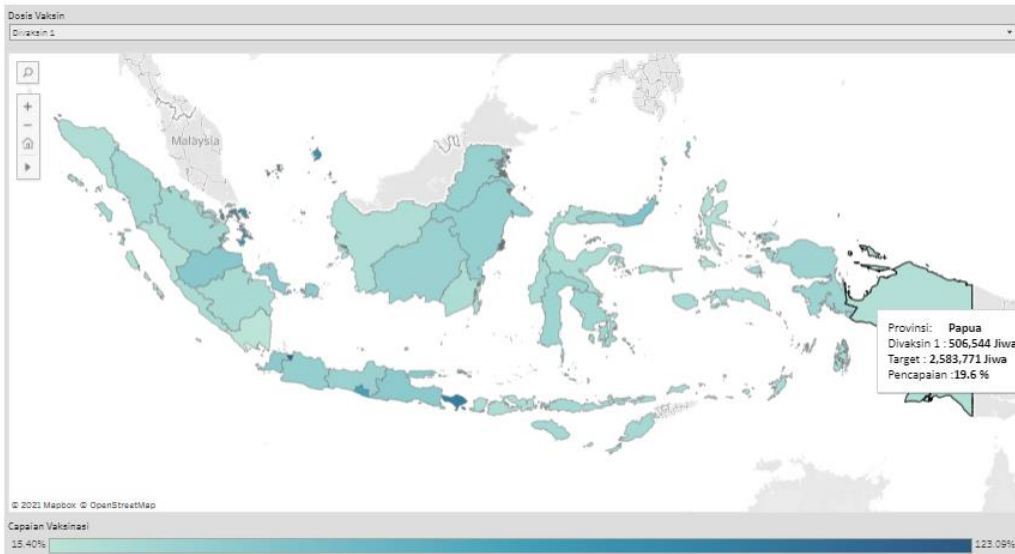 Dosis Vaksin
Divaksin 1
Malaysia
Provinsi: Papua
Divaksin 1 : 506,544 Jiwa
Target : 2,583,771 Jiwa
Pencapaian :19.6 %
© 2021 Mapbox © OpenStreetMap
Capaian Vaksinasi
15.40%
123.09%